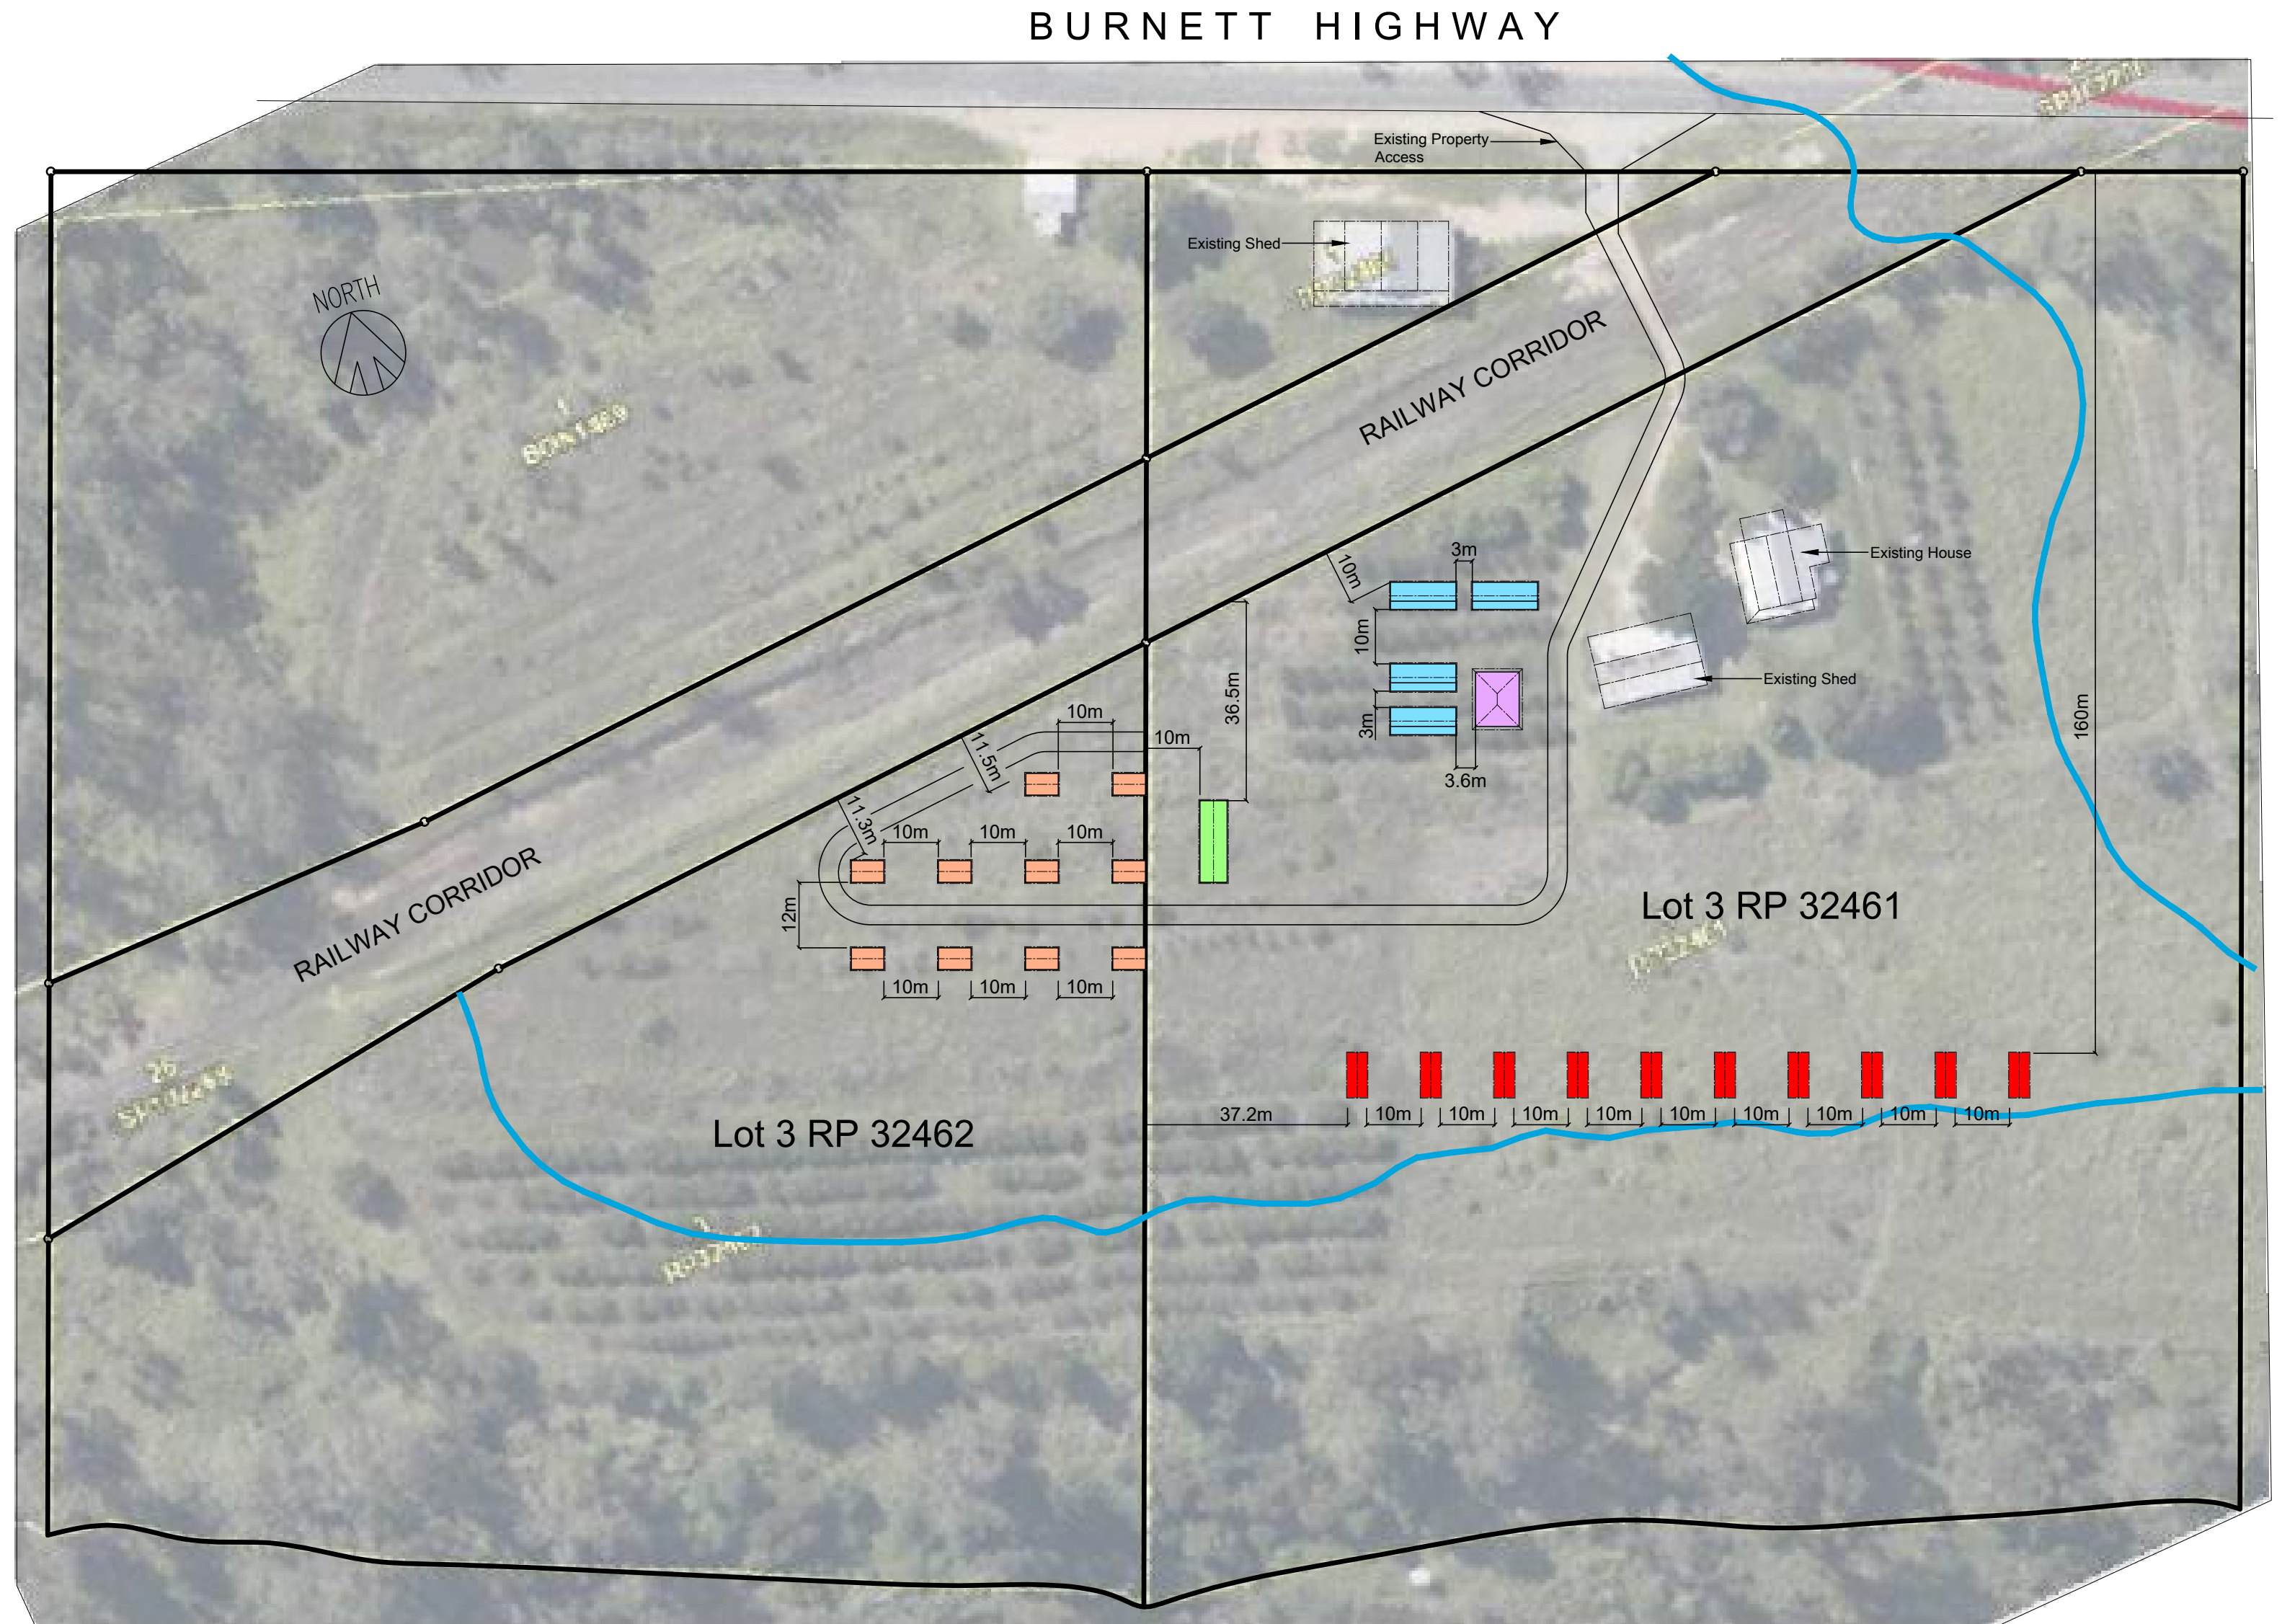 BURNETT HIGHWAY
Existing Property
Access
Existing Shed
NORTH
RAILWAY CORRIDOR
Existing House
3m
10m
10m
Existing Shed
36.5m
160m
3m
3.6m
10m
10m
11.5m
11.3m
10m
10m
10m
12m
Lot 3 RP 32461
RAILWAY CORRIDOR
10m
10m
10m
37.2m
10m
10m
10m
10m
10m
10m
10m
10m
10m
Lot 3 RP 32462